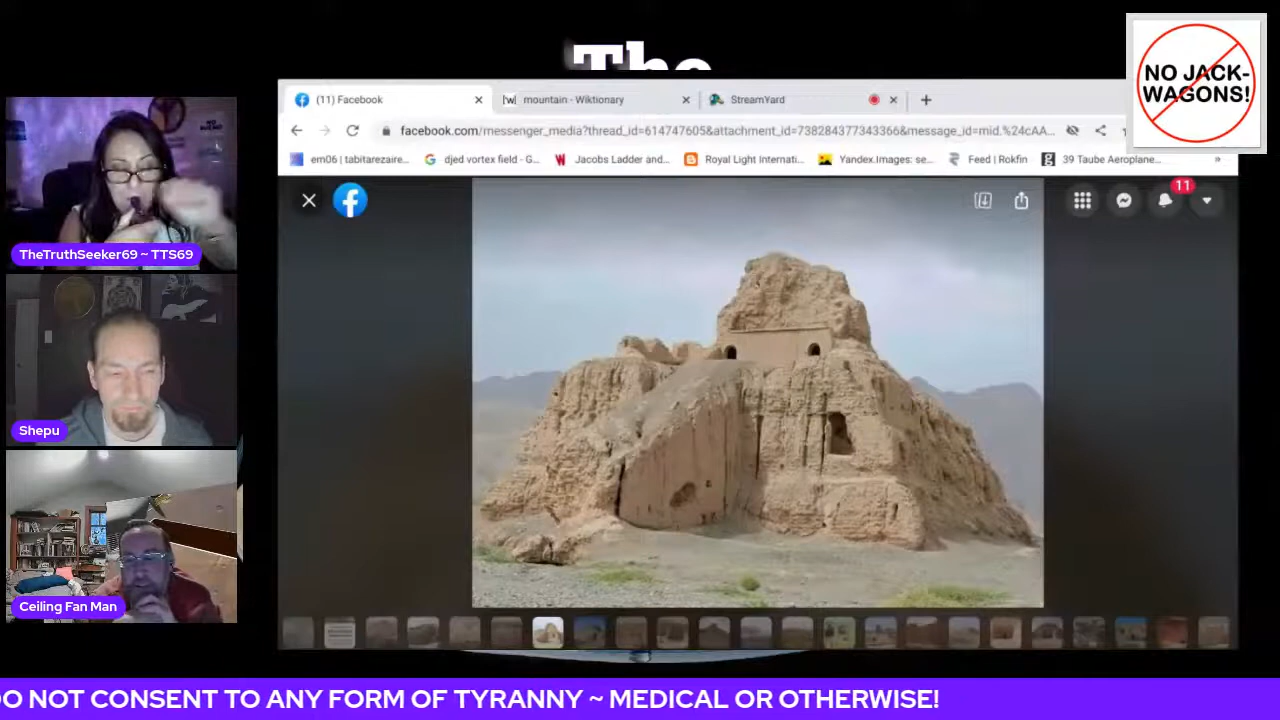 The
NO JACK-
WAGONS!
(11) Facebook
mountain - Wiktionary
StreamYard
facebook.com/messenger_media?thread_id=614747605&attachment_id=738284377343366&message_id=mid.%24cAA...
em06 | tabitarezaire...
djed vortex field - G...
Jacobs Ladder and...
Royal Light Internati...
Yandex.Images: se...
Feed | Rokfin
39 Taube Aeroplane...
»
11
TheTruthSeeker69 ~ TTS69
Shepu
Ceiling Fan Man
DO NOT CONSENT TO ANY FORM OF TYRANNY ~ MEDICAL OR OTHERWISE!